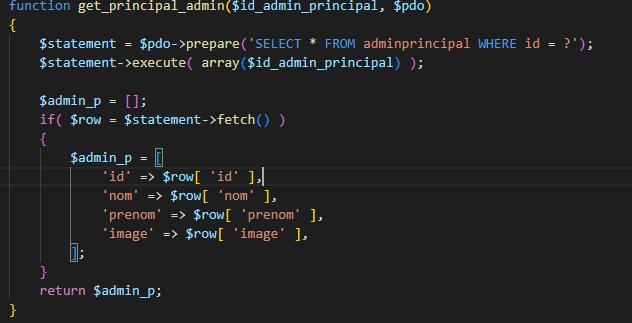 function get_principal_admin($id_admin_principal, $pdo)
{
    $statement = $pdo->prepare('SELECT * FROM adminprincipal WHERE id = ?');
    $statement->execute( array($id_admin_principal) );

    $admin_p = [];
    if( $row = $statement->fetch() )
    {
        $admin_p = [
            'id' => $row[ 'id' ],
            'nom' => $row[ 'nom' ],
            'prenom' => $row[ 'prenom' ],
            'image' => $row[ 'image' ],
        ];
    }
    return $admin_p;
}